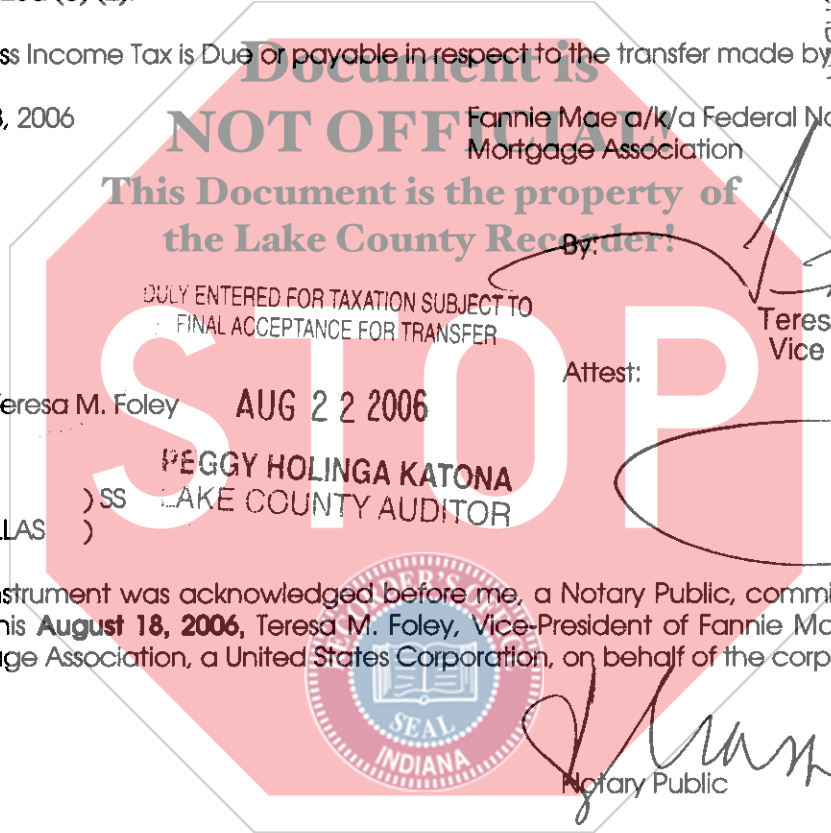 ss Income Tax is Due or payable in respect to the transfer made by
Document is
8, 2006
NOT OFFICIAL!
Fannie Mae a/k/a Federal No
Mortgage Association
This Document is the property of
the Lake County Recorder!
By:
DULY ENTERED FOR TAXATION SUBJECT TO
FINAL ACCEPTANCE FOR TRANSFER
Teres
Vice
Attest:
eresa M. Foley
AUG 2 2 2006
STOP
PEGGY HOLINGA KATONA
)SS
LAKE COUNTY AUDITOR
LLAS )
nstrument was acknowledged before me, a Notary Public, commi
his August 18, 2006, Teresa M. Foley, Vice-President of Fannie Ma
ge Association, a United States Corporation, on behalf of the corp
RECORDER'S
SEAL
INDIANA
Notary Public